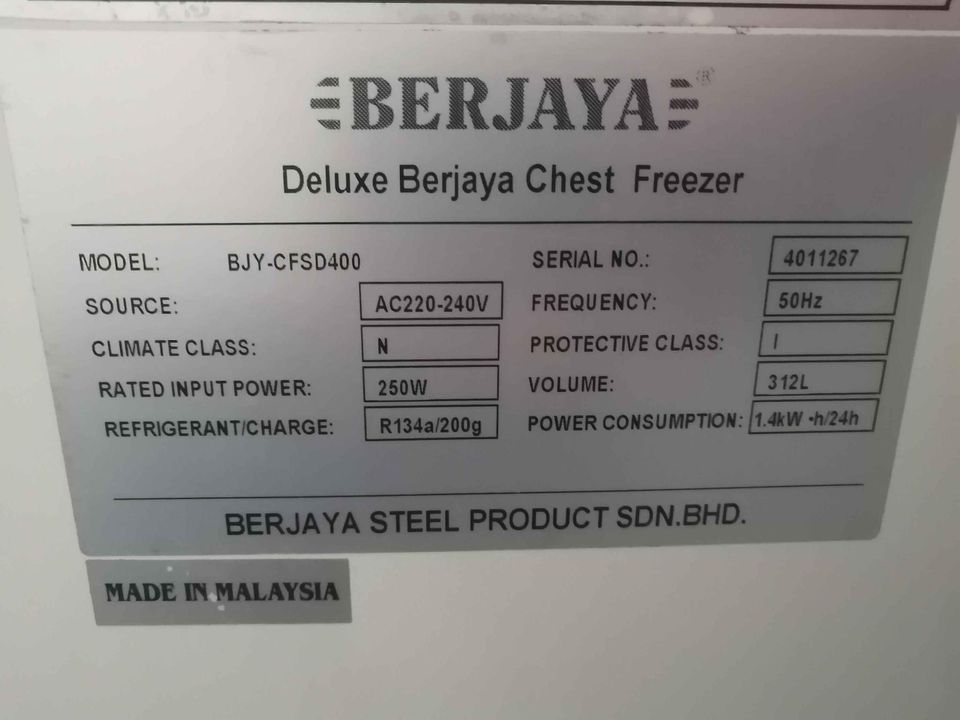 BERJAYA ®
Deluxe Berjaya Chest Freezer
MODEL: BJY-CFSD400 SERIAL NO.: 4011267
SOURCE: AC220-240V FREQUENCY: 50Hz
CLIMATE CLASS: N PROTECTIVE CLASS: I
RATED INPUT POWER: 250W VOLUME: 312L
REFRIGERANT/CHARGE: R134a/200g POWER CONSUMPTION: 1.4kW •h/24h
BERJAYA STEEL PRODUCT SDN.BHD.
MADE IN MALAYSIA